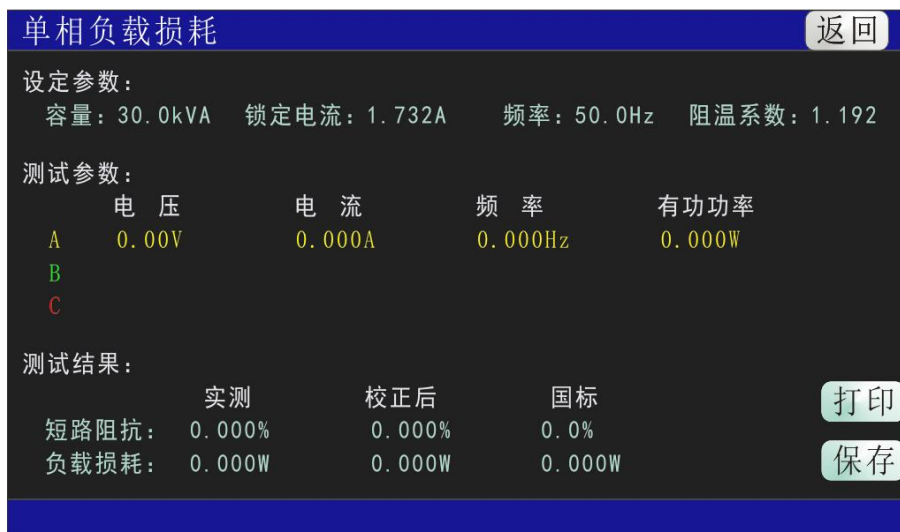 单相负载损耗 返回
设定参数：
容量：30.0kVA 锁定电流：1.732A 频率：50.0Hz 阻温系数：1.192
测试参数：
电 压 电 流 频 率 有功功率
A 0.00V 0.000A 0.000Hz 0.000W
B
C
测试结果：
实测 校正后 国标
打印
短路阻抗： 0.000% 0.000% 0.0%
负载损耗： 0.000W 0.000W 0.000W
保存